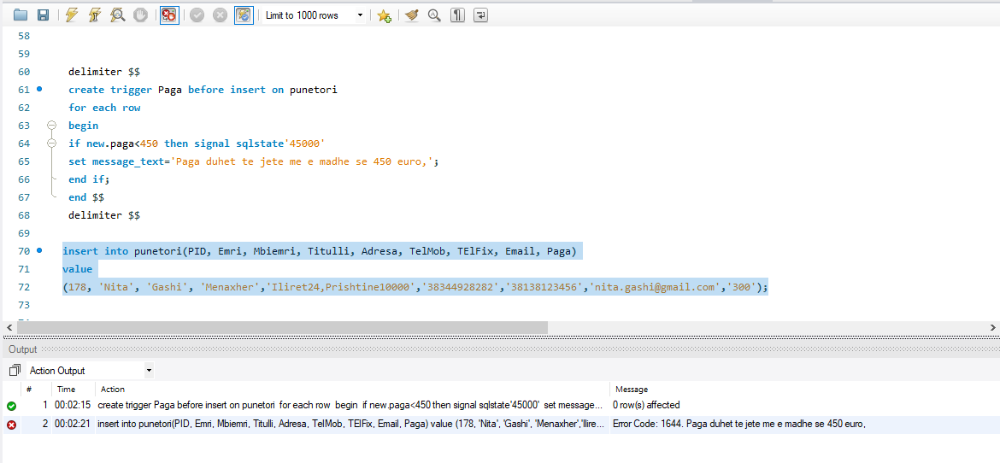 Limit to 1000 rows
58
59
60 delimiter $$
61 create trigger Paga before insert on punetori
62 for each row
63 begin
64 if new.paga<450 then signal sqlstate'45000'
65 set message_text='Paga duhet te jete me e madhe se 450 euro,';
66 end if;
67 end $$
68 delimiter $$
69
70 insert into punetori(PID, Emri, Mbiemri, Titulli, Adresa, TelMob, TElFix, Email, Paga)
71 value
72 (178, 'Nita', 'Gashi', 'Menaxher','Iliret24,Prishtine10000','38344928282','38138123456','nita.gashi@gmail.com','300');
73
Output
Action Output
# Time Action Message
1 00:02:15 create trigger Paga before insert on punetori for each row begin if new.paga<450 then signal sqlstate'45000' set message... 0 row(s) affected
2 00:02:21 insert into punetori(PID, Emri, Mbiemri, Titulli, Adresa, TelMob, TElFix, Email, Paga) value (178, 'Nita', 'Gashi', 'Menaxher','Ilire... Error Code: 1644. Paga duhet te jete me e madhe se 450 euro,